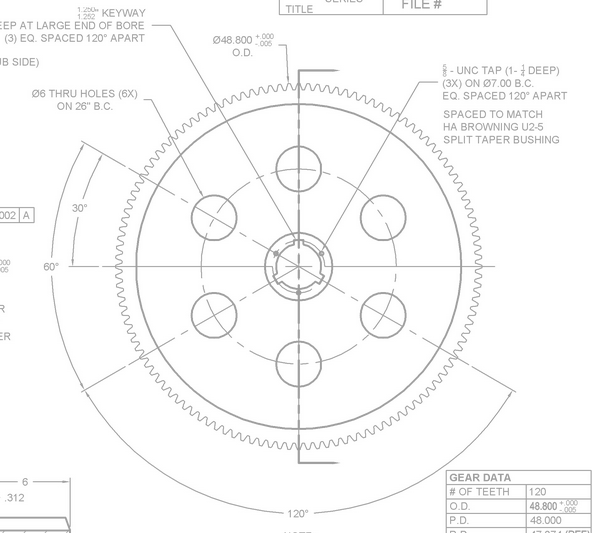 SERIES
TITLE
FILE #
1.250"
1.252 KEYWAY
EEP AT LARGE END OF BORE
(3) EQ. SPACED 120° APART
UB SIDE)
Ø48.800 +.000
-.005
O.D.
5/8 - UNC TAP (1-1/4 DEEP)
(3X) ON Ø7.00 B.C.
EQ. SPACED 120° APART
SPACED TO MATCH
HA BROWNING U2-5
SPLIT TAPER BUSHING
Ø6 THRU HOLES (6X)
ON 26" B.C.
30°
002 A
60°
000
005
R
ER
6
.312
120°
GEAR DATA
# OF TEETH 120
O.D. 48.800 +.000
-.005
P.D. 48.000